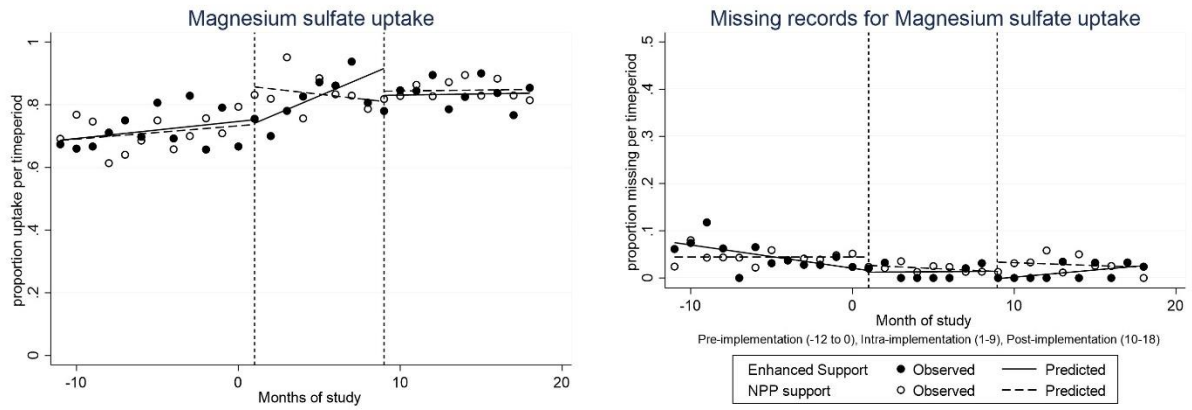 Magnesium sulfate uptake
proportion uptake per timeperiod
1
.8
.6
.4
.2
0
-10 0 10 20
Months of study
Missing records for Magnesium sulfate uptake
proportion missing per timeperiod
.5
.4
.3
.2
.1
0
-10 0 10 20
Month of study
Pre-implementation (-12 to 0), Intra-implementation (1-9), Post-implementation (10-18)
Enhanced Support Observed Predicted
NPP support Observed Predicted